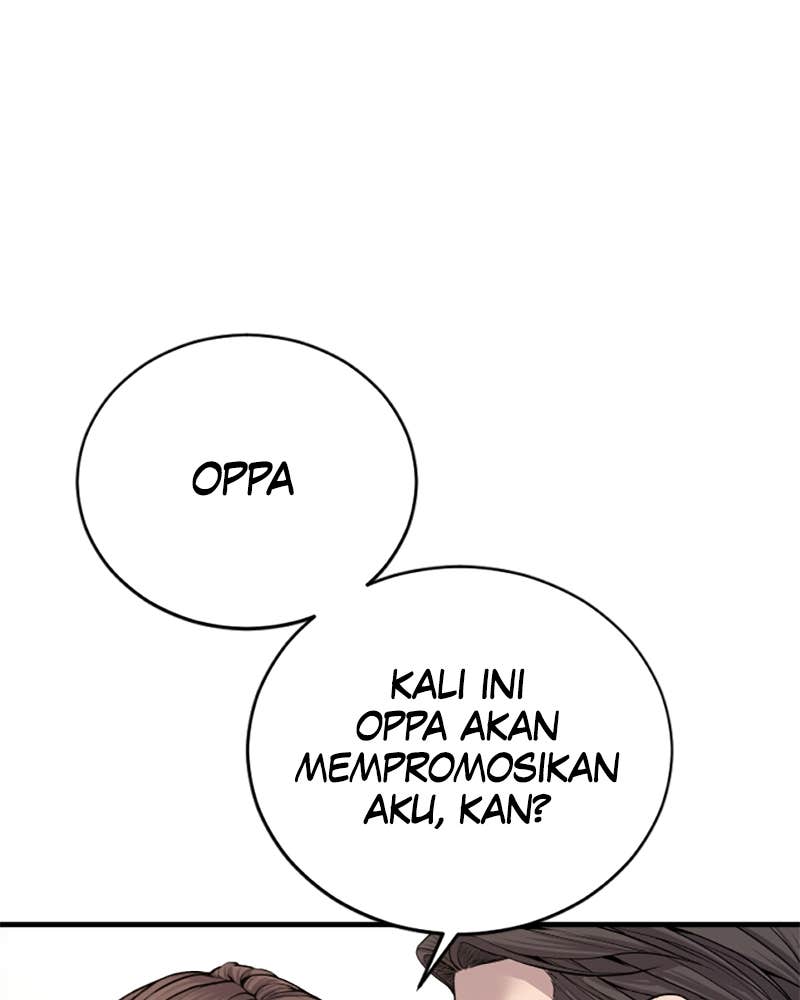 OPPA
KALI INI
OPPA AKAN
MEMPROMOSIKAN
AKU, KAN?